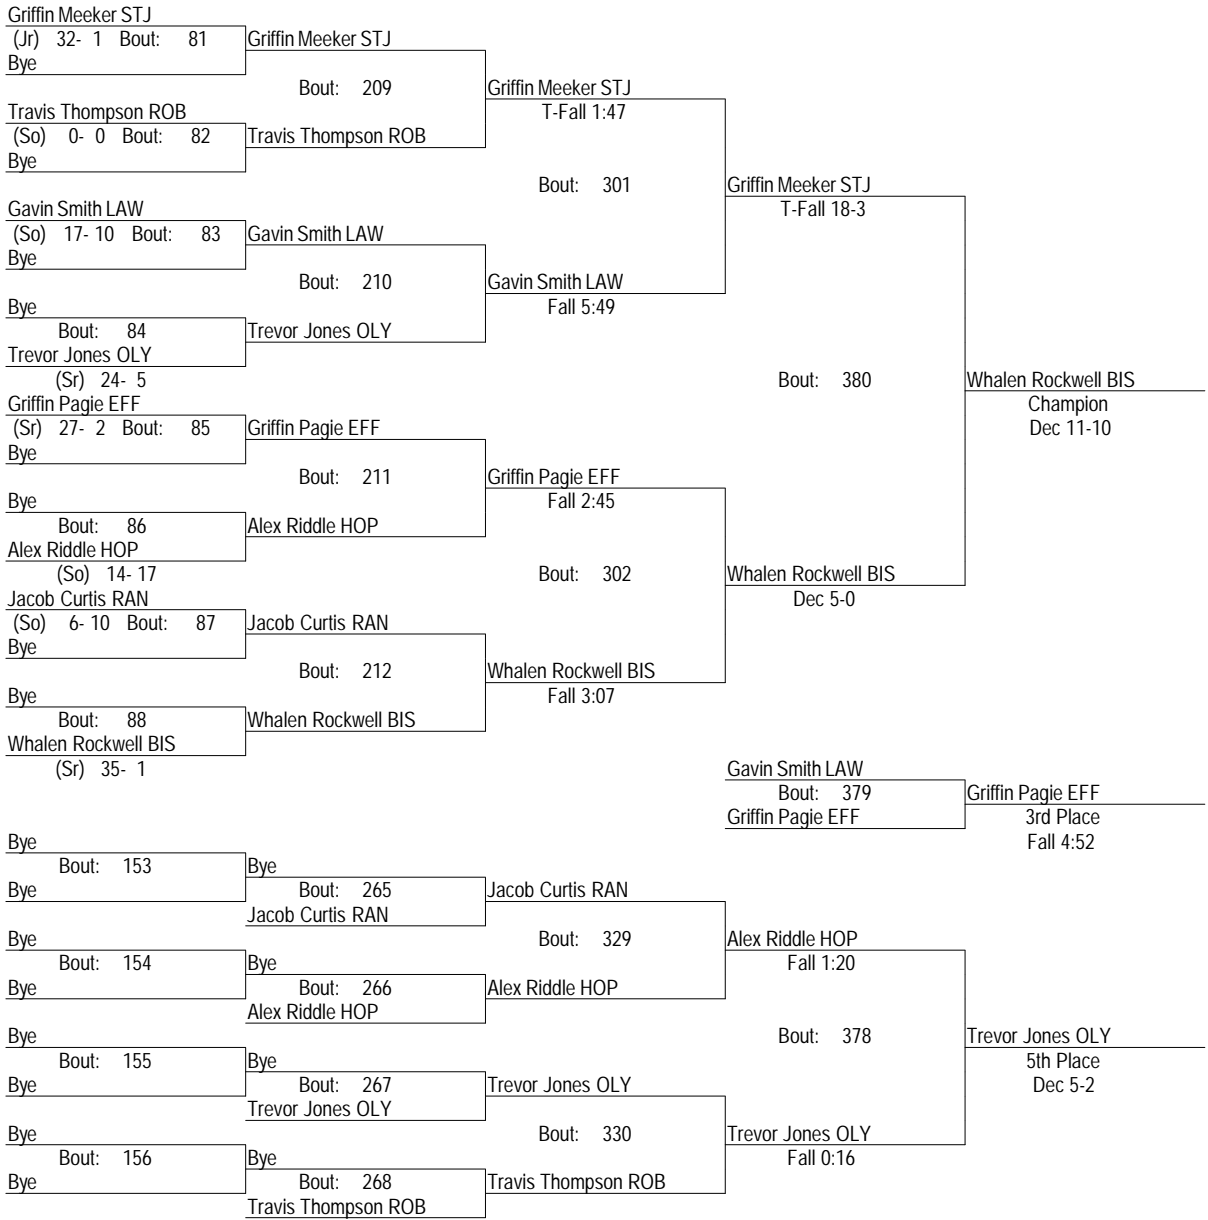 Griffin Meeker STJ
(Jr) 32- 1 Bout: 81 Griffin Meeker STJ
Bye
Bout: 209 Griffin Meeker STJ
Travis Thompson ROB T-Fall 1:47
(So) 0- 0 Bout: 82 Travis Thompson ROB
Bye
Bout: 301 Griffin Meeker STJ
Gavin Smith LAW T-Fall 18-3
(So) 17- 10 Bout: 83 Gavin Smith LAW
Bye
Bout: 210 Gavin Smith LAW
Bye Fall 5:49
Bout: 84 Trevor Jones OLY
Trevor Jones OLY
(Sr) 24- 5 Bout: 380 Whalen Rockwell BIS
Griffin Pagie EFF Champion
(Sr) 27- 2 Bout: 85 Griffin Pagie EFF Dec 11-10
Bye
Bout: 211 Griffin Pagie EFF
Bye Fall 2:45
Bout: 86 Alex Riddle HOP
Alex Riddle HOP
(So) 14- 17 Bout: 302 Whalen Rockwell BIS
Jacob Curtis RAN Dec 5-0
(So) 6- 10 Bout: 87 Jacob Curtis RAN
Bye
Bout: 212 Whalen Rockwell BIS
Bye Fall 3:07
Bout: 88 Whalen Rockwell BIS
Whalen Rockwell BIS
(Sr) 35- 1 Gavin Smith LAW
Bout: 379 Griffin Pagie EFF
Griffin Pagie EFF 3rd Place
Bye Fall 4:52
Bout: 153 Bye
Bye Bout: 265 Jacob Curtis RAN
Jacob Curtis RAN
Bye Bout: 329 Alex Riddle HOP
Bout: 154 Bye Fall 1:20
Bye Bout: 266 Alex Riddle HOP
Alex Riddle HOP
Bye Bout: 378 Trevor Jones OLY
Bout: 155 Bye 5th Place
Bye Bout: 267 Trevor Jones OLY Dec 5-2
Trevor Jones OLY
Bye Bout: 330 Trevor Jones OLY
Bout: 156 Bye Fall 0:16
Bye Bout: 268 Travis Thompson ROB
Travis Thompson ROB